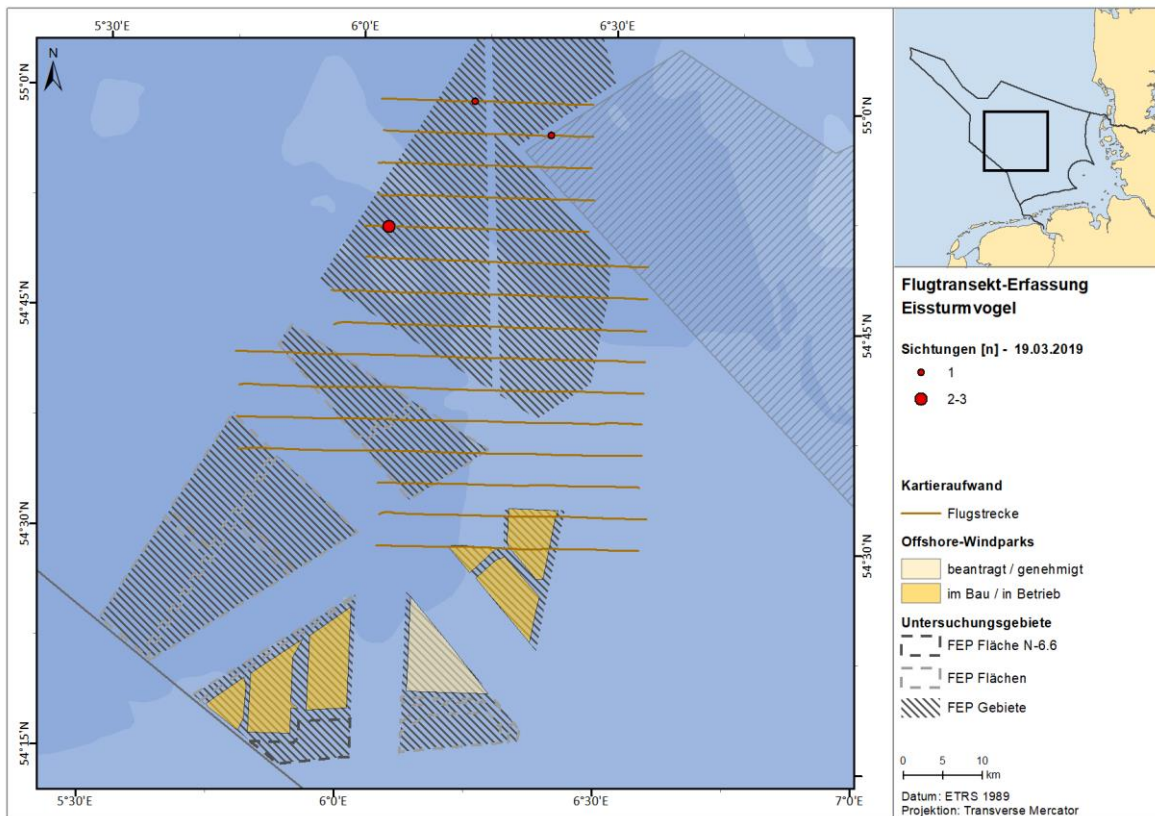 5°30'E
6°0'E
6°30'E
N
55°0'N
54°45'N
54°30'N
54°15'N
55°0'N
54°45'N
54°30'N
5°30'E
6°0'E
6°30'E
7°0'E
Flugtransekt-Erfassung
Eissturmvogel
Sichtungen [n] - 19.03.2019
1
2-3
Kartieraufwand
Flugstrecke
Offshore-Windparks
beantragt / genehmigt
im Bau / in Betrieb
Untersuchungsgebiete
FEP Fläche N-6.6
FEP Flächen
FEP Gebiete
0 5 10
km
Datum: ETRS 1989
Projektion: Transverse Mercator